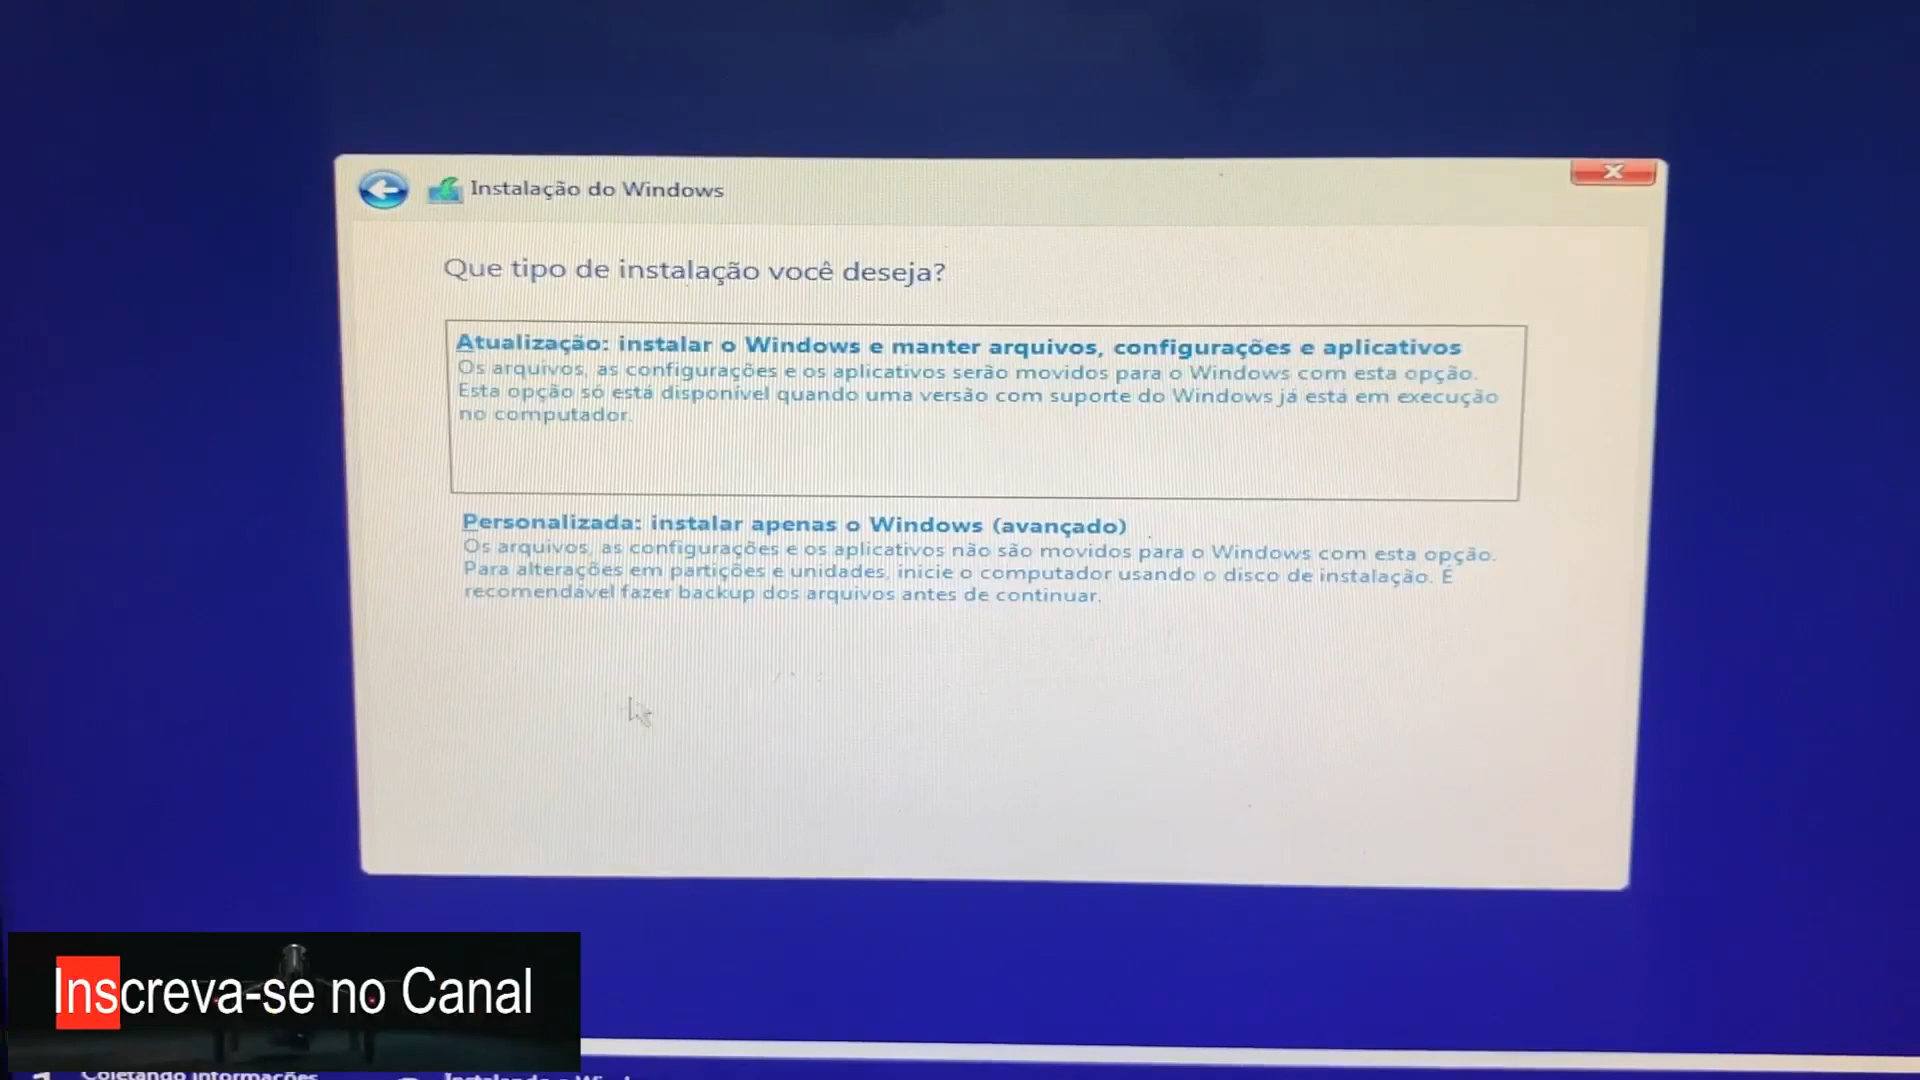 Instalação do Windows
Que tipo de instalação você deseja?
Atualização: instalar o Windows e manter arquivos, configurações e aplicativos
Os arquivos, as configurações e os aplicativos serão movidos para o Windows com esta opção.
Esta opção só está disponível quando uma versão com suporte do Windows já está em execução
no computador.
Personalizada: instalar apenas o Windows (avançado)
Os arquivos, as configurações e os aplicativos não são movidos para o Windows com esta opção.
Para alterações em partições e unidades, inicie o computador usando o disco de instalação. É
recomendável fazer backup dos arquivos antes de continuar.
Inscreva-se no Canal
Coletando informações